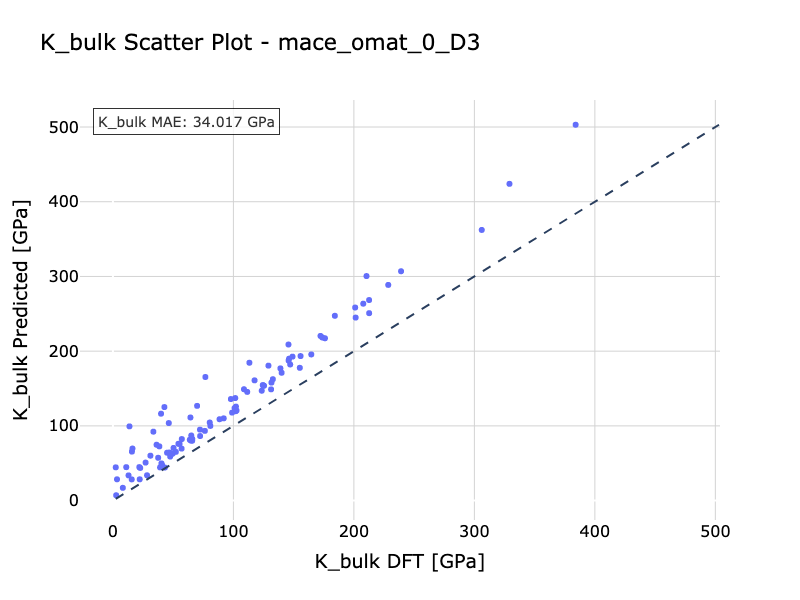 K_bulk Scatter Plot - mace_omat_0_D3
K_bulk MAE: 34.017 GPa
500
400
300
200
100
0
K_bulk Predicted [GPa]
0 100 200 300 400 500
K_bulk DFT [GPa]